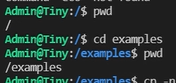 Admin@Tiny:/$ pwd
/
Admin@Tiny:/$ cd examples
Admin@Tiny:/examples$ pwd
/examples
Admin@Tiny:/examples$ cp